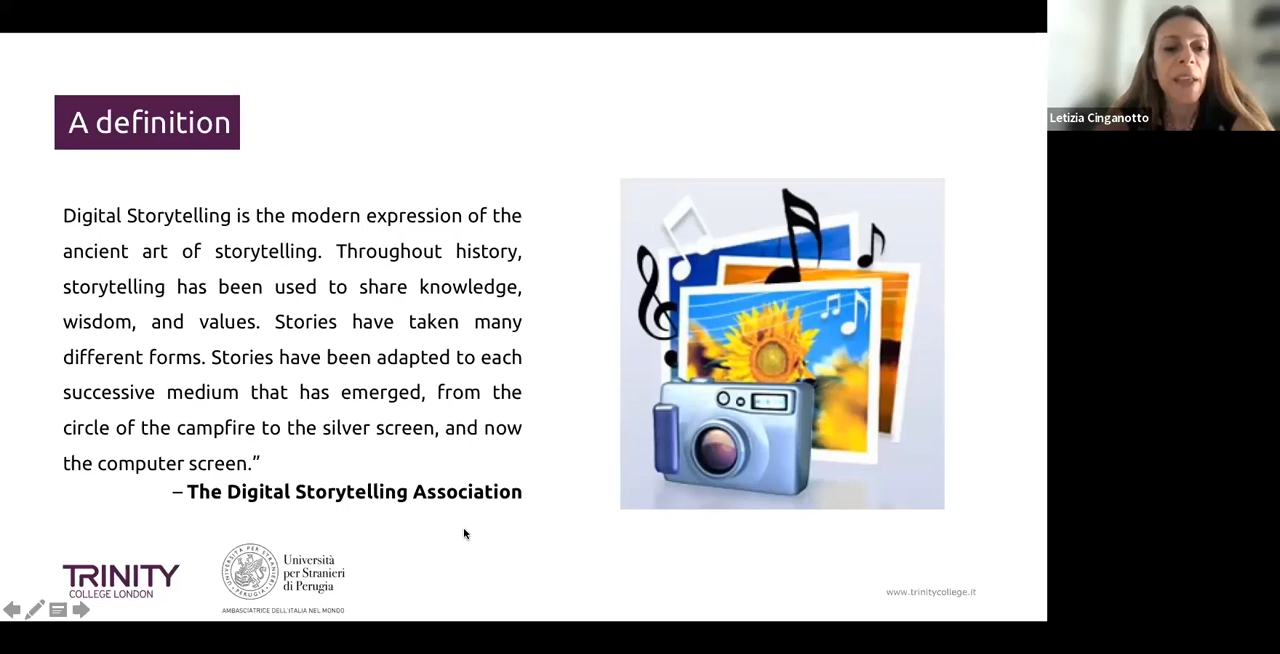 A definition
Letizia Cinganotto
Digital Storytelling is the modern expression of the
ancient art of storytelling. Throughout history,
storytelling has been used to share knowledge,
wisdom, and values. Stories have taken many
different forms. Stories have been adapted to each
successive medium that has emerged, from the
circle of the campfire to the silver screen, and now
the computer screen.”
– The Digital Storytelling Association
TRINITY
COLLEGE LONDON
UNIVERSITÀ PER STRANIERI
PERUGIA
Università
per Stranieri
di Perugia
AMBASCIATRICE DELL'ITALIA NEL MONDO
www.trinitycollege.it